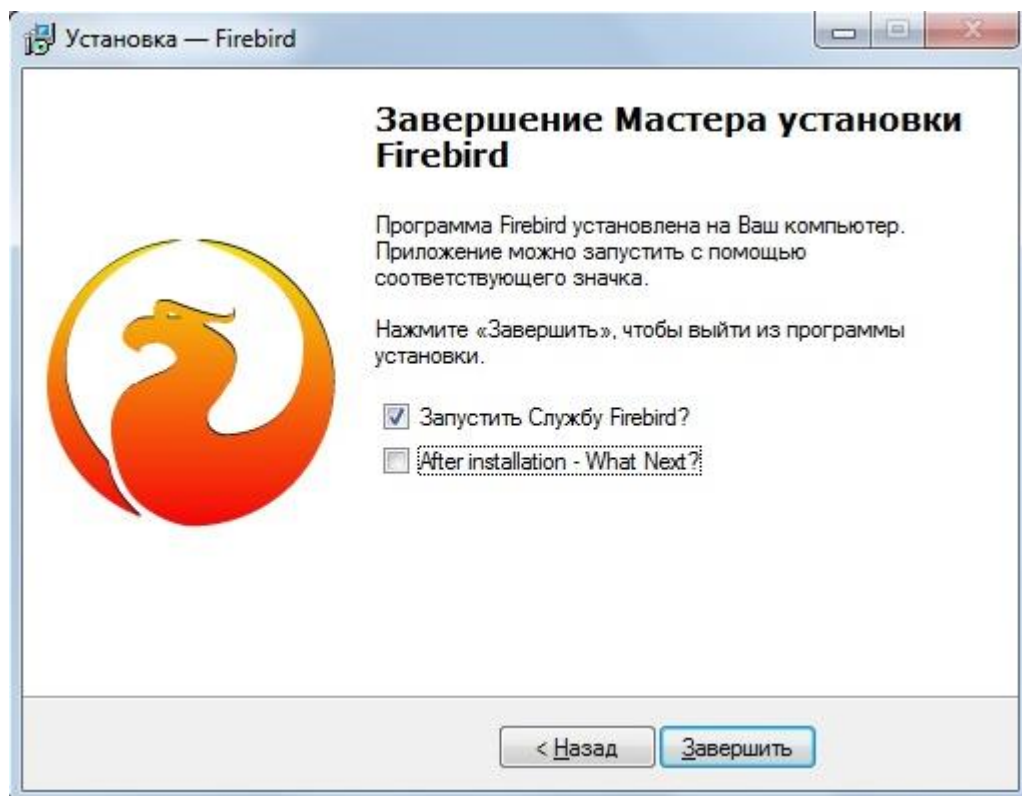 Установка — Firebird
Завершение Мастера установки
Firebird
Программа Firebird установлена на Ваш компьютер.
Приложение можно запустить с помощью
соответствующего значка.
Нажмите «Завершить», чтобы выйти из программы
установки.
Запустить Службу Firebird?
After installation - What Next?
< Назад
Завершить